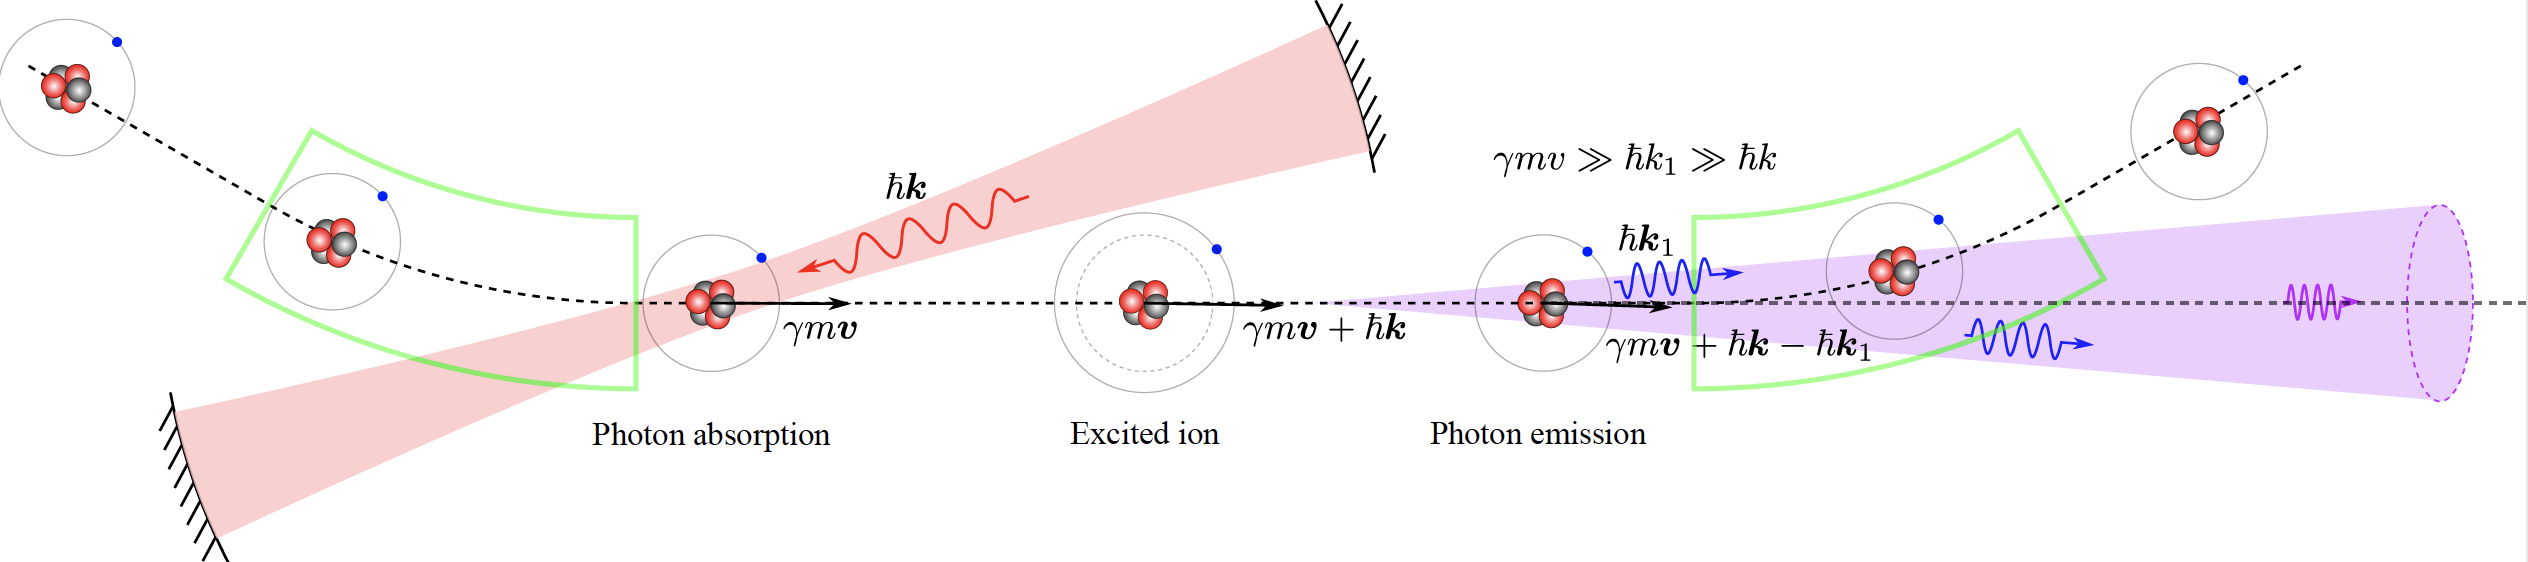 γmv ≫ ħk₁ ≫ ħk
ħk
ħk₁
γmv
γmv + ħk
γmv + ħk − ħk₁
Photon absorption
Excited ion
Photon emission